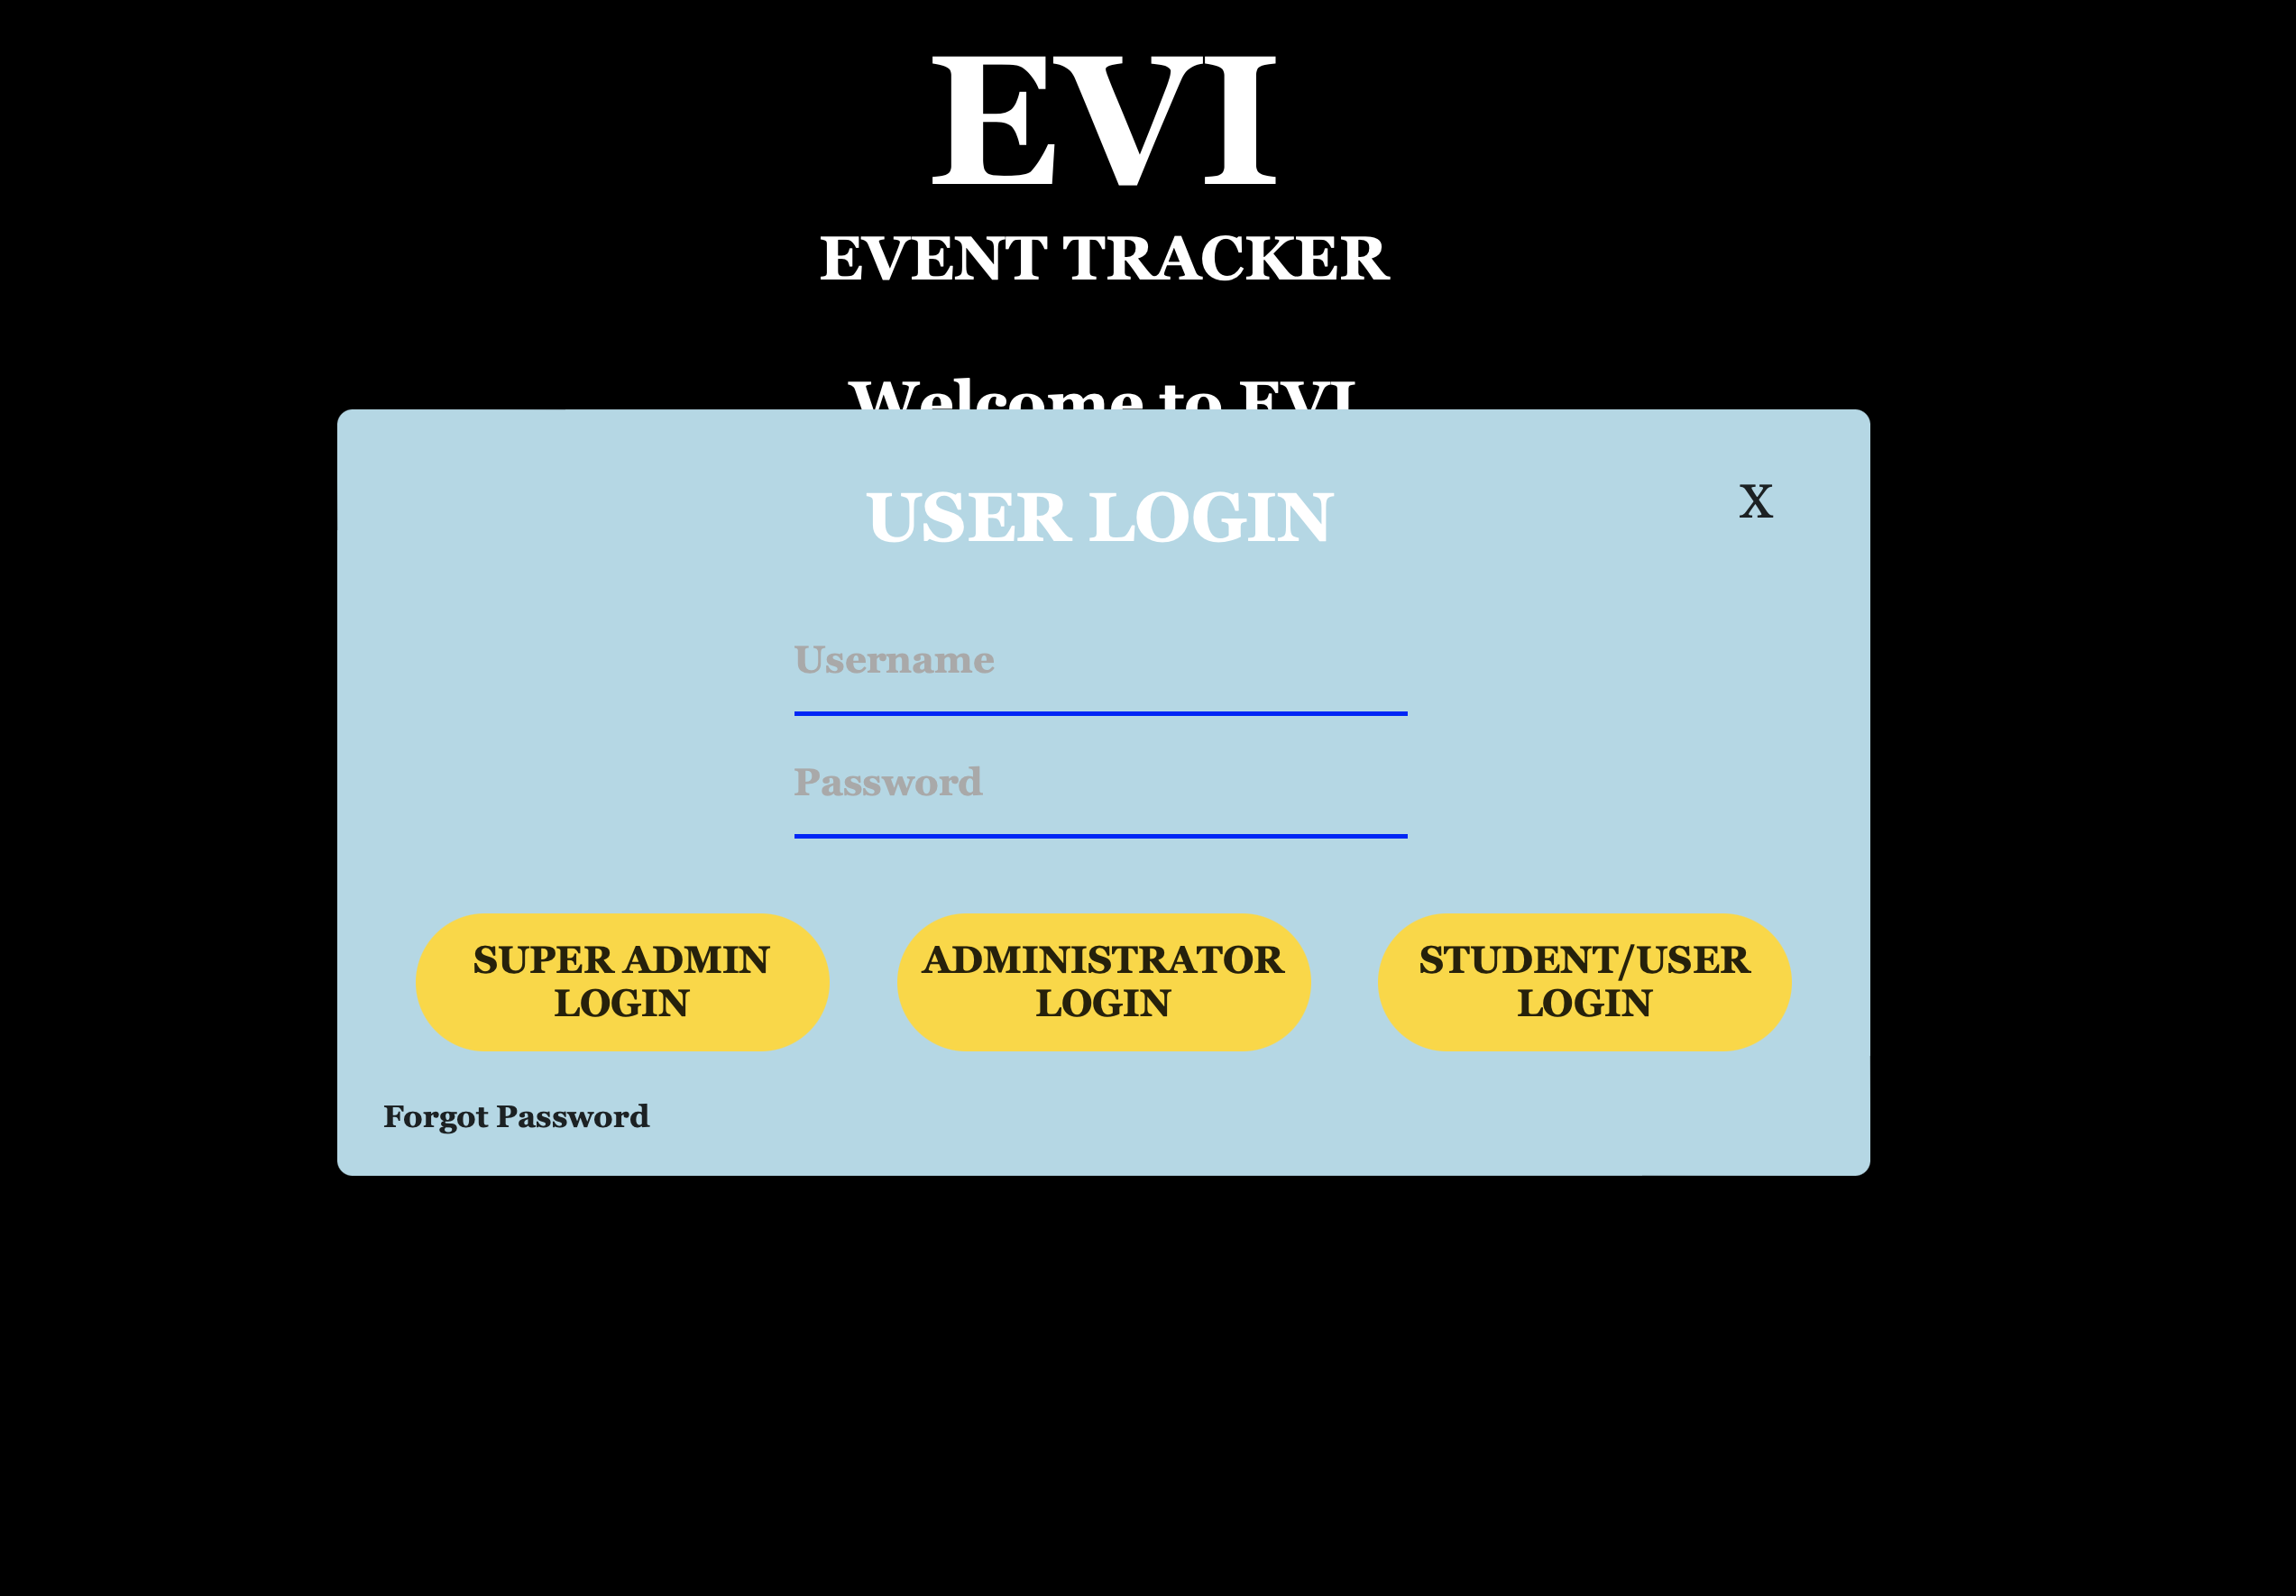 EVI
EVENT TRACKER
Welcome to EVI
USER LOGIN
X
Username
Password
SUPER ADMIN
LOGIN
ADMINISTRATOR
LOGIN
STUDENT/USER
LOGIN
Forgot Password